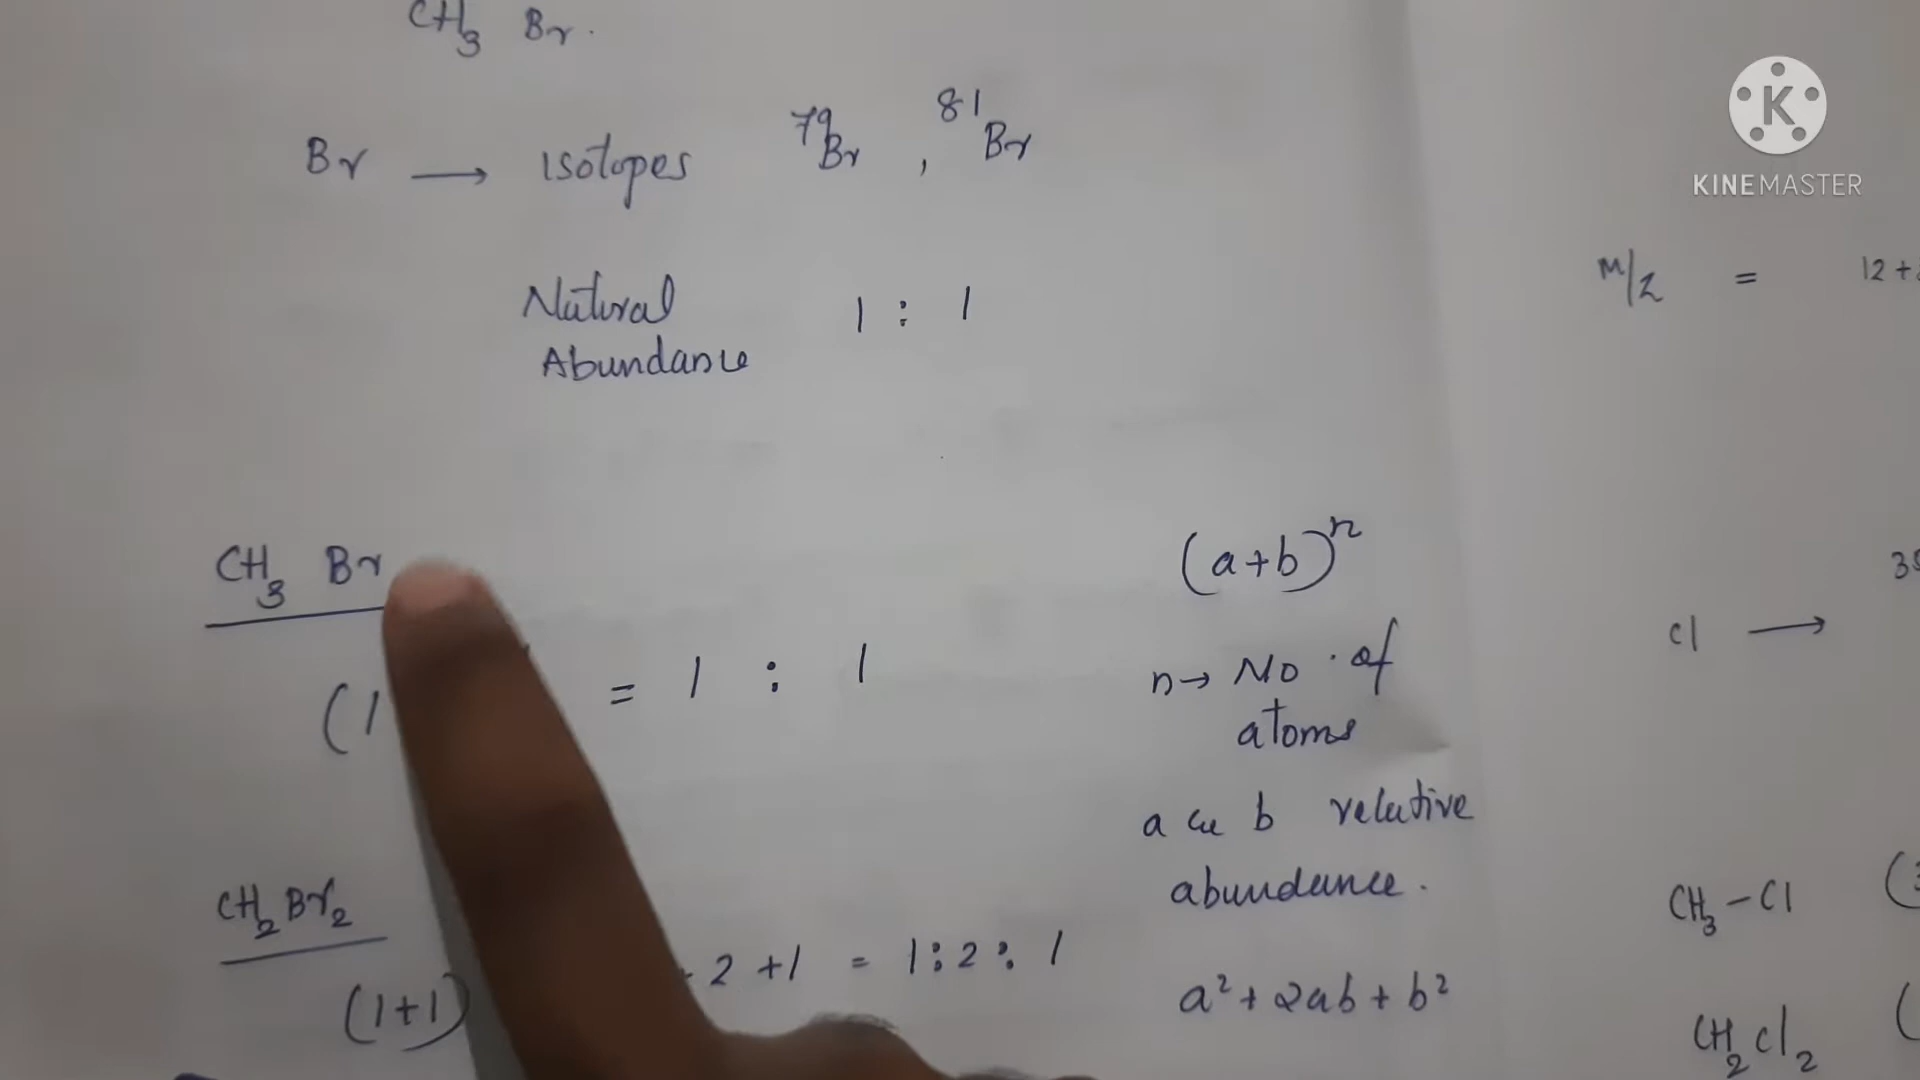 CH3 Br.
Br → Isotopes 79Br , 81Br
Natural Abundance 1 : 1
CH3 Br
(1 = 1 : 1
(a+b)^n
n → No. of
atoms
a b relative
abundance.
CH2Br2
(1+1) 2 +1 = 1:2:1
a² + 2ab + b²
K
KINEMASTER
M/Z = 12 +
Cl →
CH3-Cl (
CH2Cl2 (